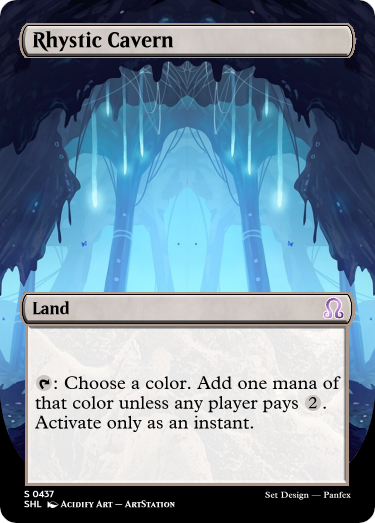 Rhystic Cavern
Land
: Choose a color. Add one mana of
that color unless any player pays 2.
Activate only as an instant.
S 0437
SHL Acidify Art — ArtStation
Set Design — Panfex